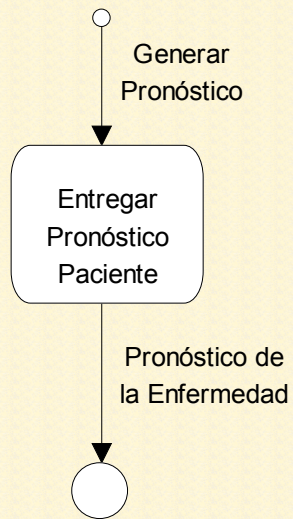 Generar
Pronóstico
Entregar
Pronóstico
Paciente
Pronóstico de
la Enfermedad